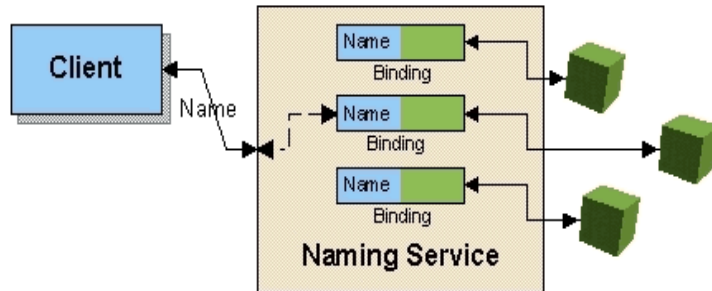 Client
Name
Name
Binding
Name
Binding
Name
Binding
Naming Service